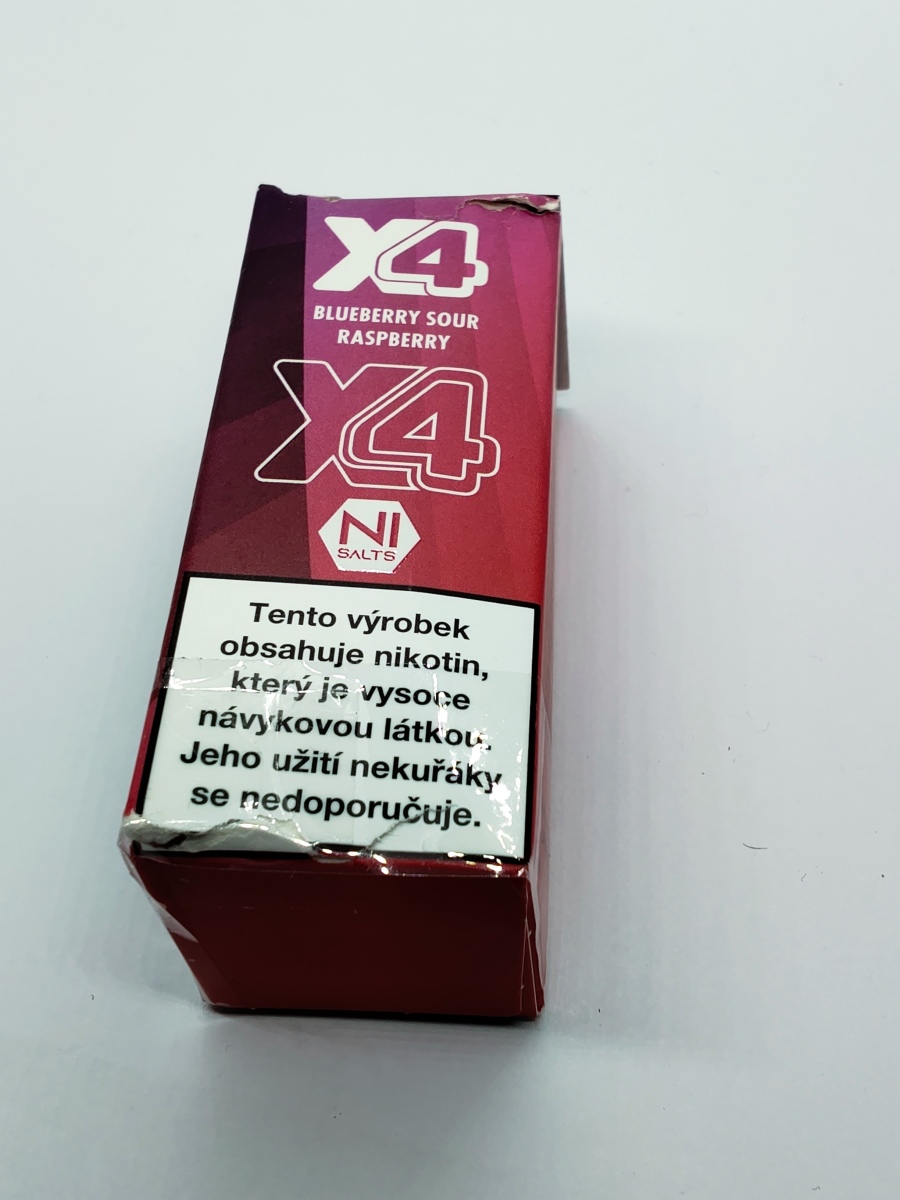 X4
BLUEBERRY SOUR
RASPBERRY
X4
NI
SALTS
Tento výrobek
obsahuje nikotin,
který je vysoce
návykovou látkou.
Jeho užití nekuřáky
se nedoporučuje.